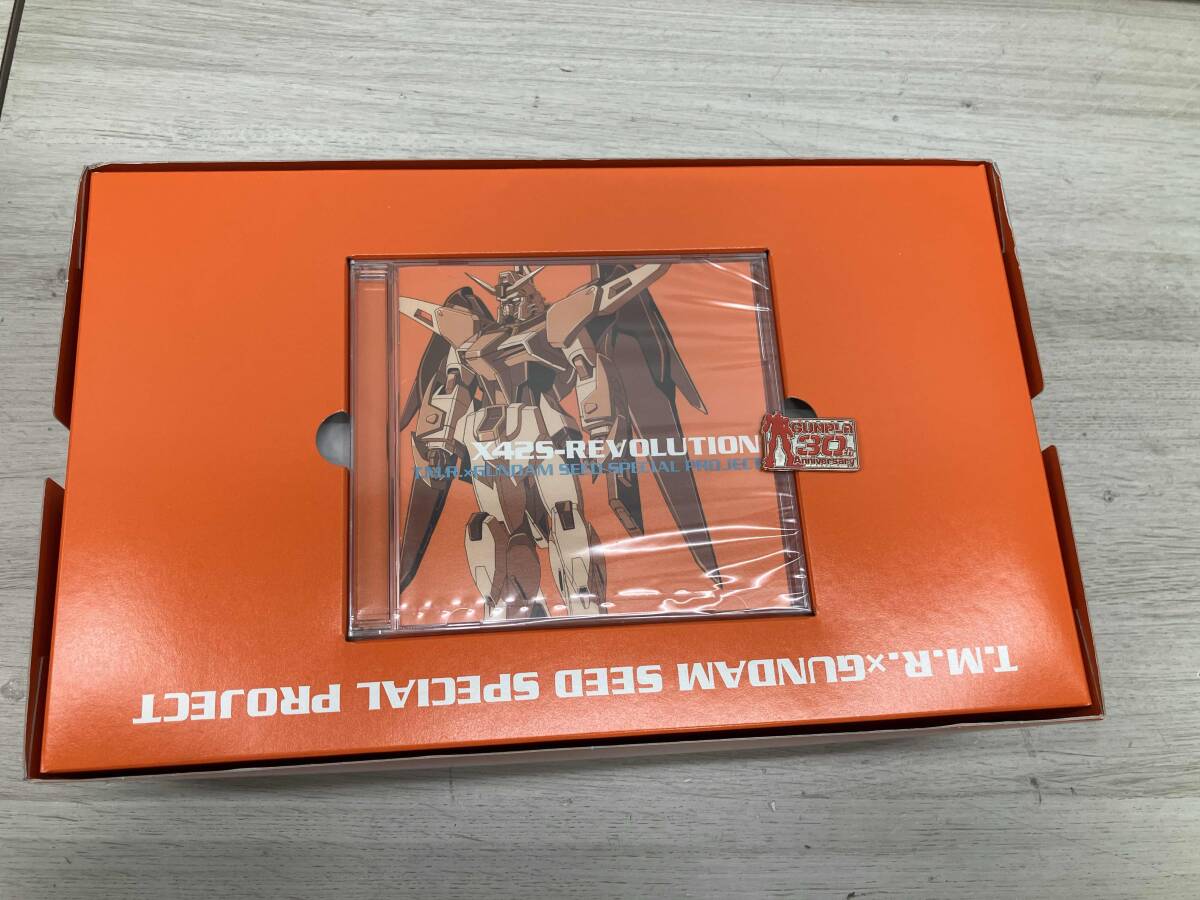 X42S-REVOLUTION
T.M.R.×GUNDAM SEED SPECIAL PROJECT
GUNPLA
30th
Anniversary
T.M.R.×GUNDAM SEED SPECIAL PROJECT